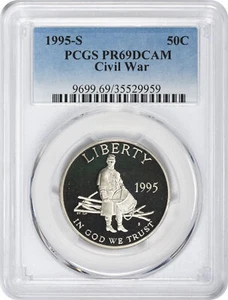 1995-S 50C
PCGS PR69DCAM
Civil War
9699.69/35529959
LIBERTY
1995
IN GOD WE TRUST